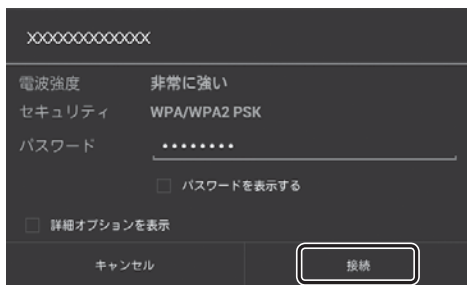 XXXXXXXXXXXXX
電波強度 非常に強い
セキュリティ WPA/WPA2 PSK
パスワード ••••••••
パスワードを表示する
詳細オプションを表示
キャンセル 接続